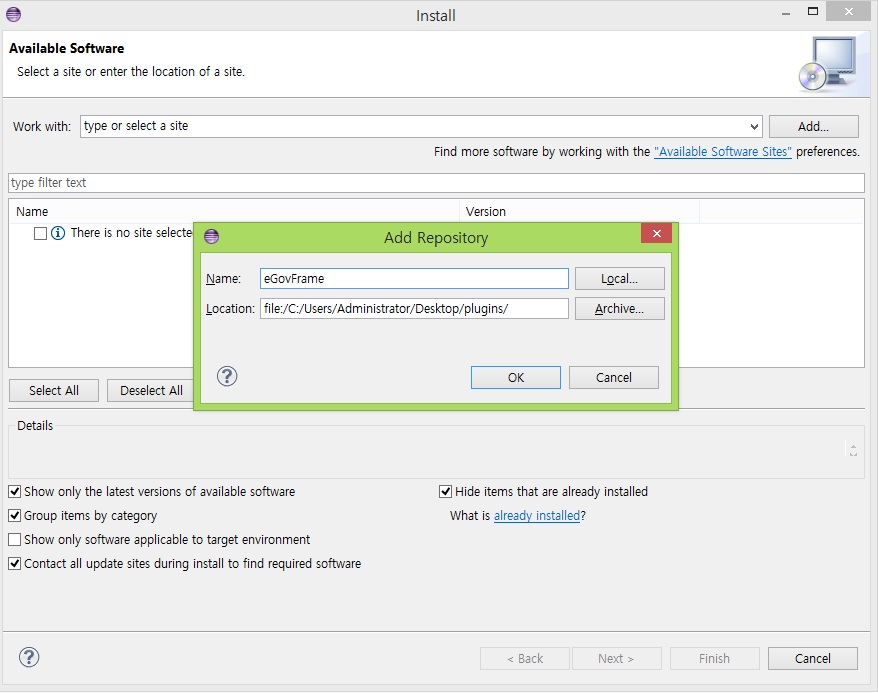 Install
Available Software
Select a site or enter the location of a site.
Work with: type or select a site Add...
Find more software by working with the "Available Software Sites" preferences.
type filter text
Name Version
There is no site selecte
Add Repository
Name: eGovFrame Local...
Location: file:/C:/Users/Administrator/Desktop/plugins/ Archive...
OK Cancel
Select All Deselect All
Details
Show only the latest versions of available software Hide items that are already installed
Group items by category What is already installed?
Show only software applicable to target environment
Contact all update sites during install to find required software
< Back Next > Finish Cancel